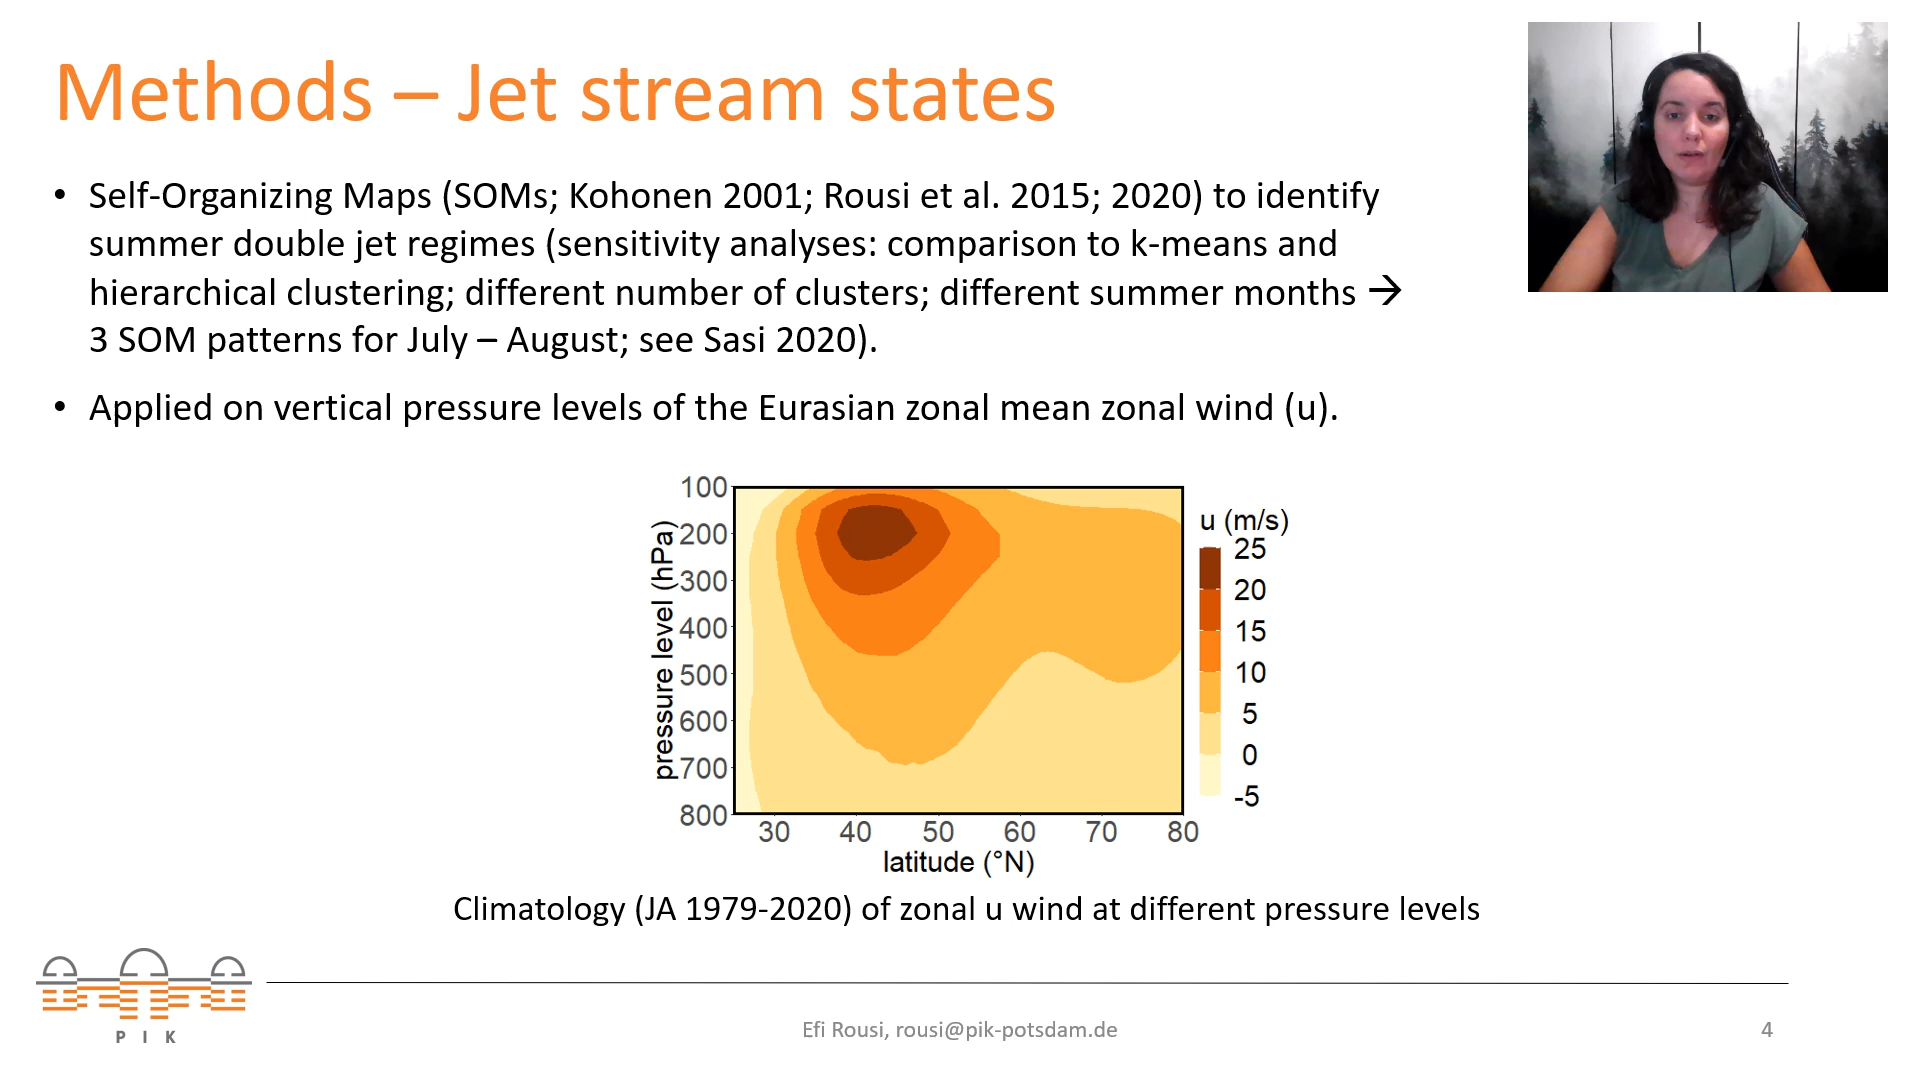 Methods – Jet stream states
• Self-Organizing Maps (SOMs; Kohonen 2001; Rousi et al. 2015; 2020) to identify
summer double jet regimes (sensitivity analyses: comparison to k-means and
hierarchical clustering; different number of clusters; different summer months →
3 SOM patterns for July – August; see Sasi 2020).
• Applied on vertical pressure levels of the Eurasian zonal mean zonal wind (u).
pressure level (hPa)
100
200
300
400
500
600
700
800
30 40 50 60 70 80
latitude (°N)
u (m/s)
25
20
15
10
5
0
-5
Climatology (JA 1979-2020) of zonal u wind at different pressure levels
P I K
Efi Rousi, rousi@pik-potsdam.de
4